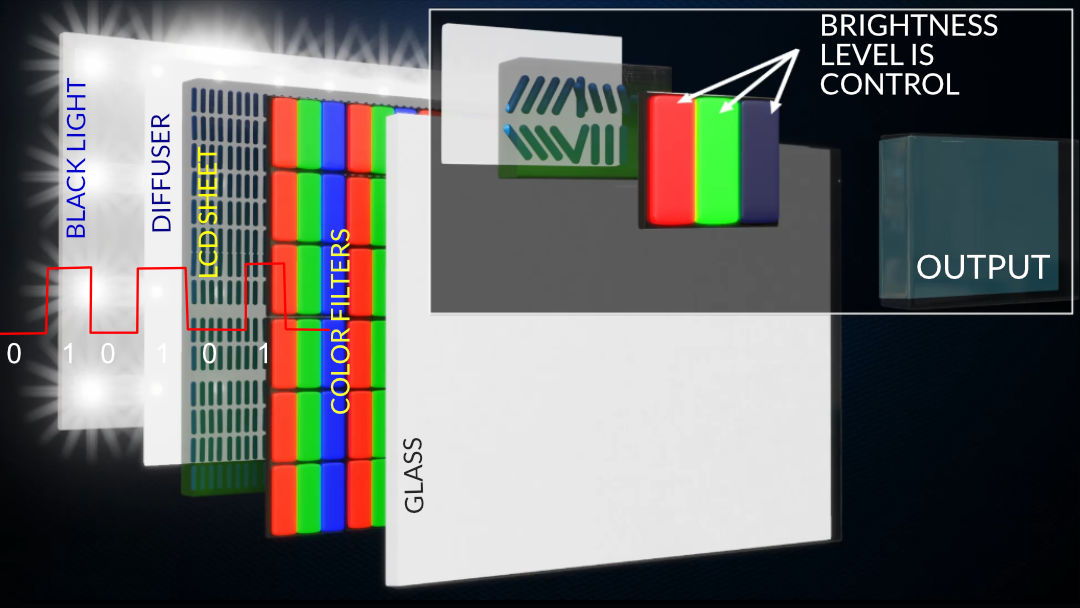 BRIGHTNESS
LEVEL IS
CONTROL
BLACK LIGHT
DIFFUSER
LCD SHEET
COLOR FILTERS
GLASS
OUTPUT
0 1 0 1 0 1